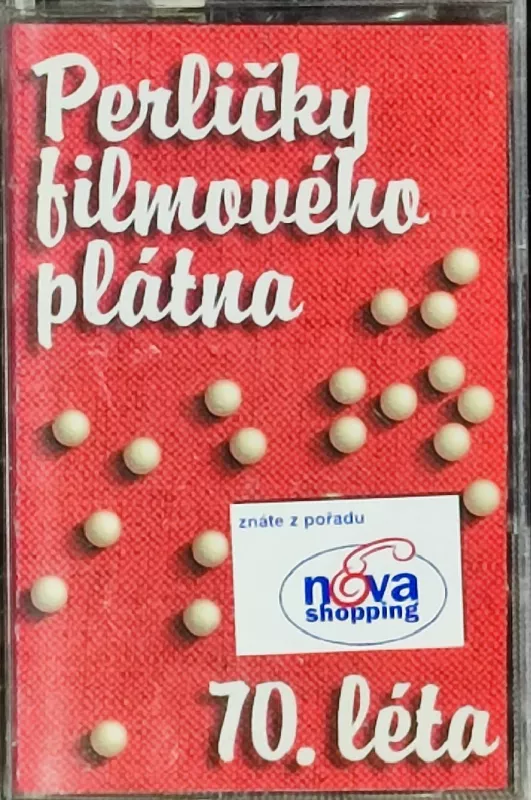 Perličky
filmového
plátna
znáte z pořadu
nova
shopping
70. léta